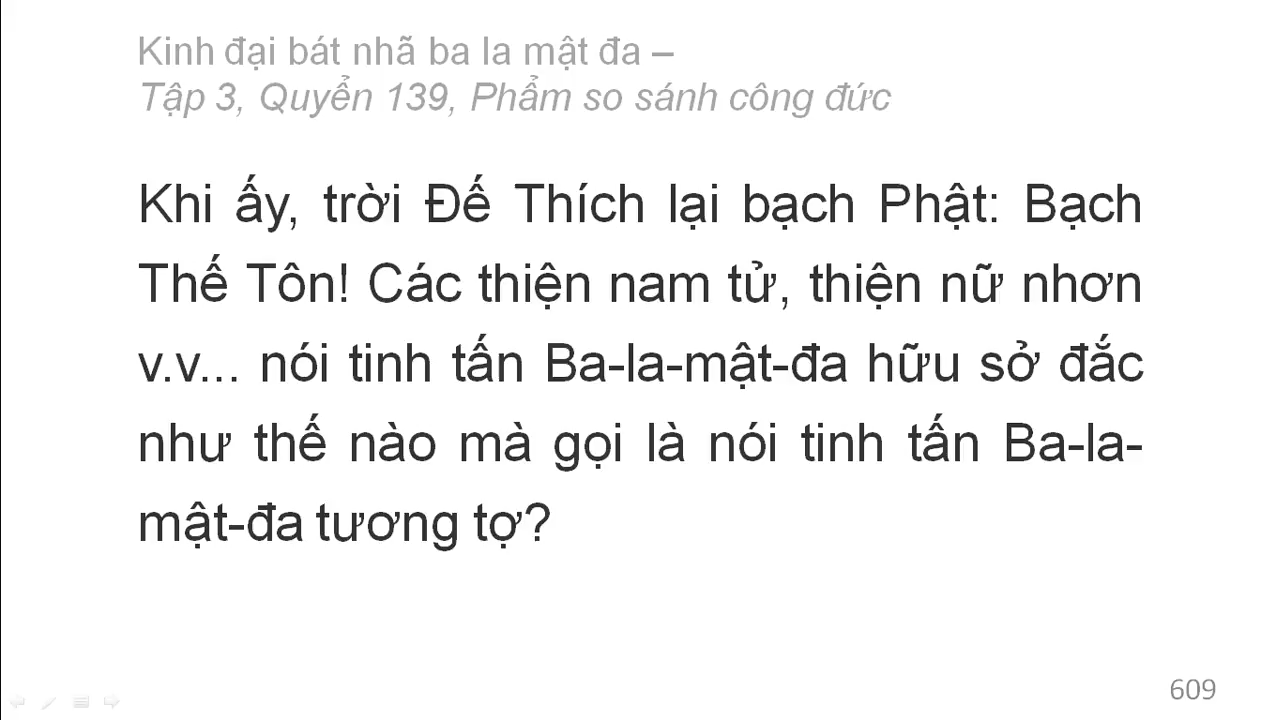 Kinh đại bát nhã ba la mật đa –
Tập 3, Quyển 139, Phẩm so sánh công đức
Khi ấy, trời Đế Thích lại bạch Phật: Bạch
Thế Tôn! Các thiện nam tử, thiện nữ nhơn
v.v... nói tinh tấn Ba-la-mật-đa hữu sở đắc
như thế nào mà gọi là nói tinh tấn Ba-la-
mật-đa tương tợ?
609